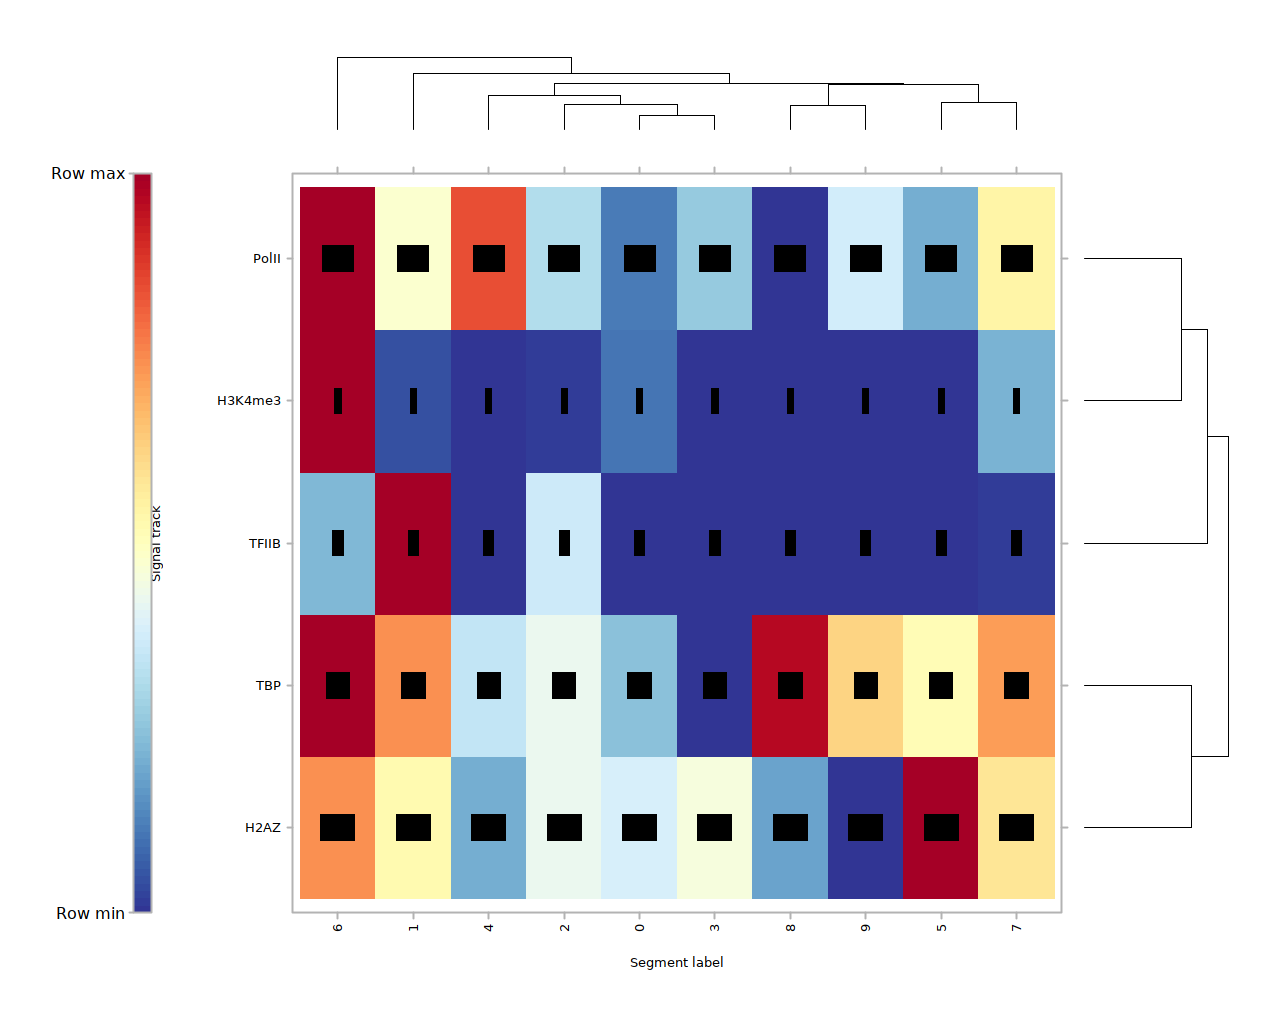 Row max
Signal track
Row min
PolII
H3K4me3
TFIIB
TBP
H2AZ
6 1 4 2 0 3 8 9 5 7
Segment label